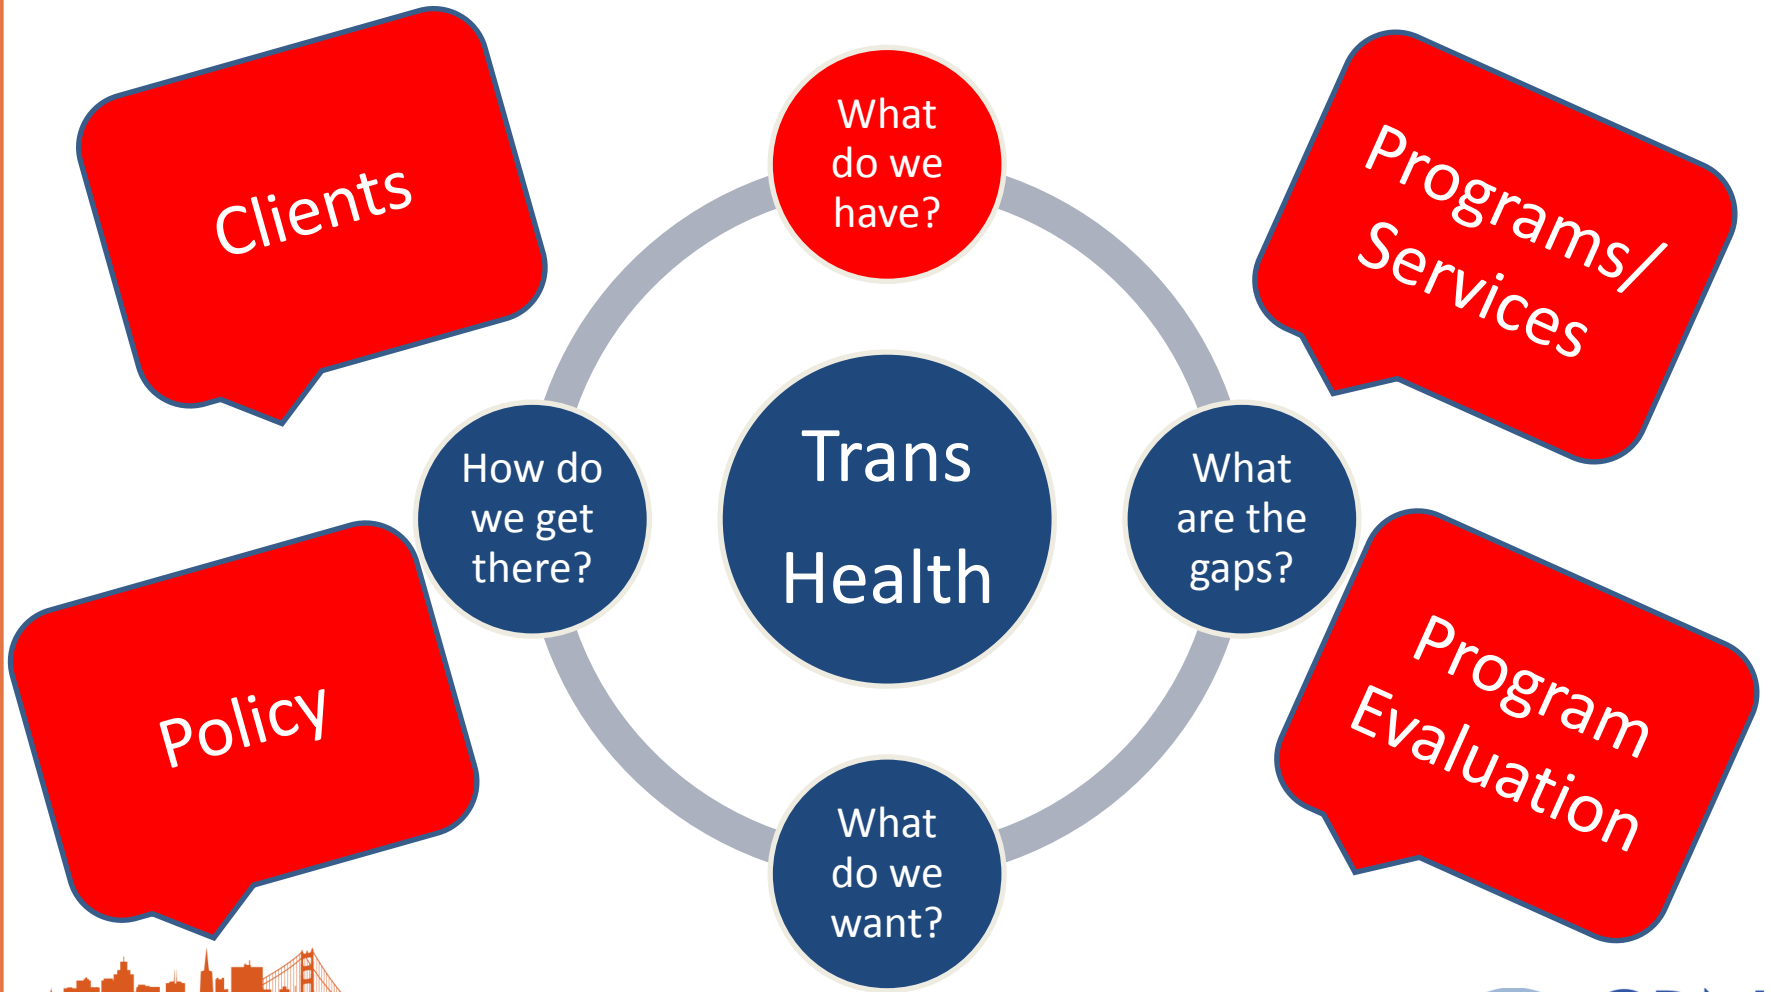 Clients
What
do we
have?
Programs/
Services
How do
we get
there?
Trans
Health
What
are the
gaps?
Policy
Program
Evaluation
What
do we
want?